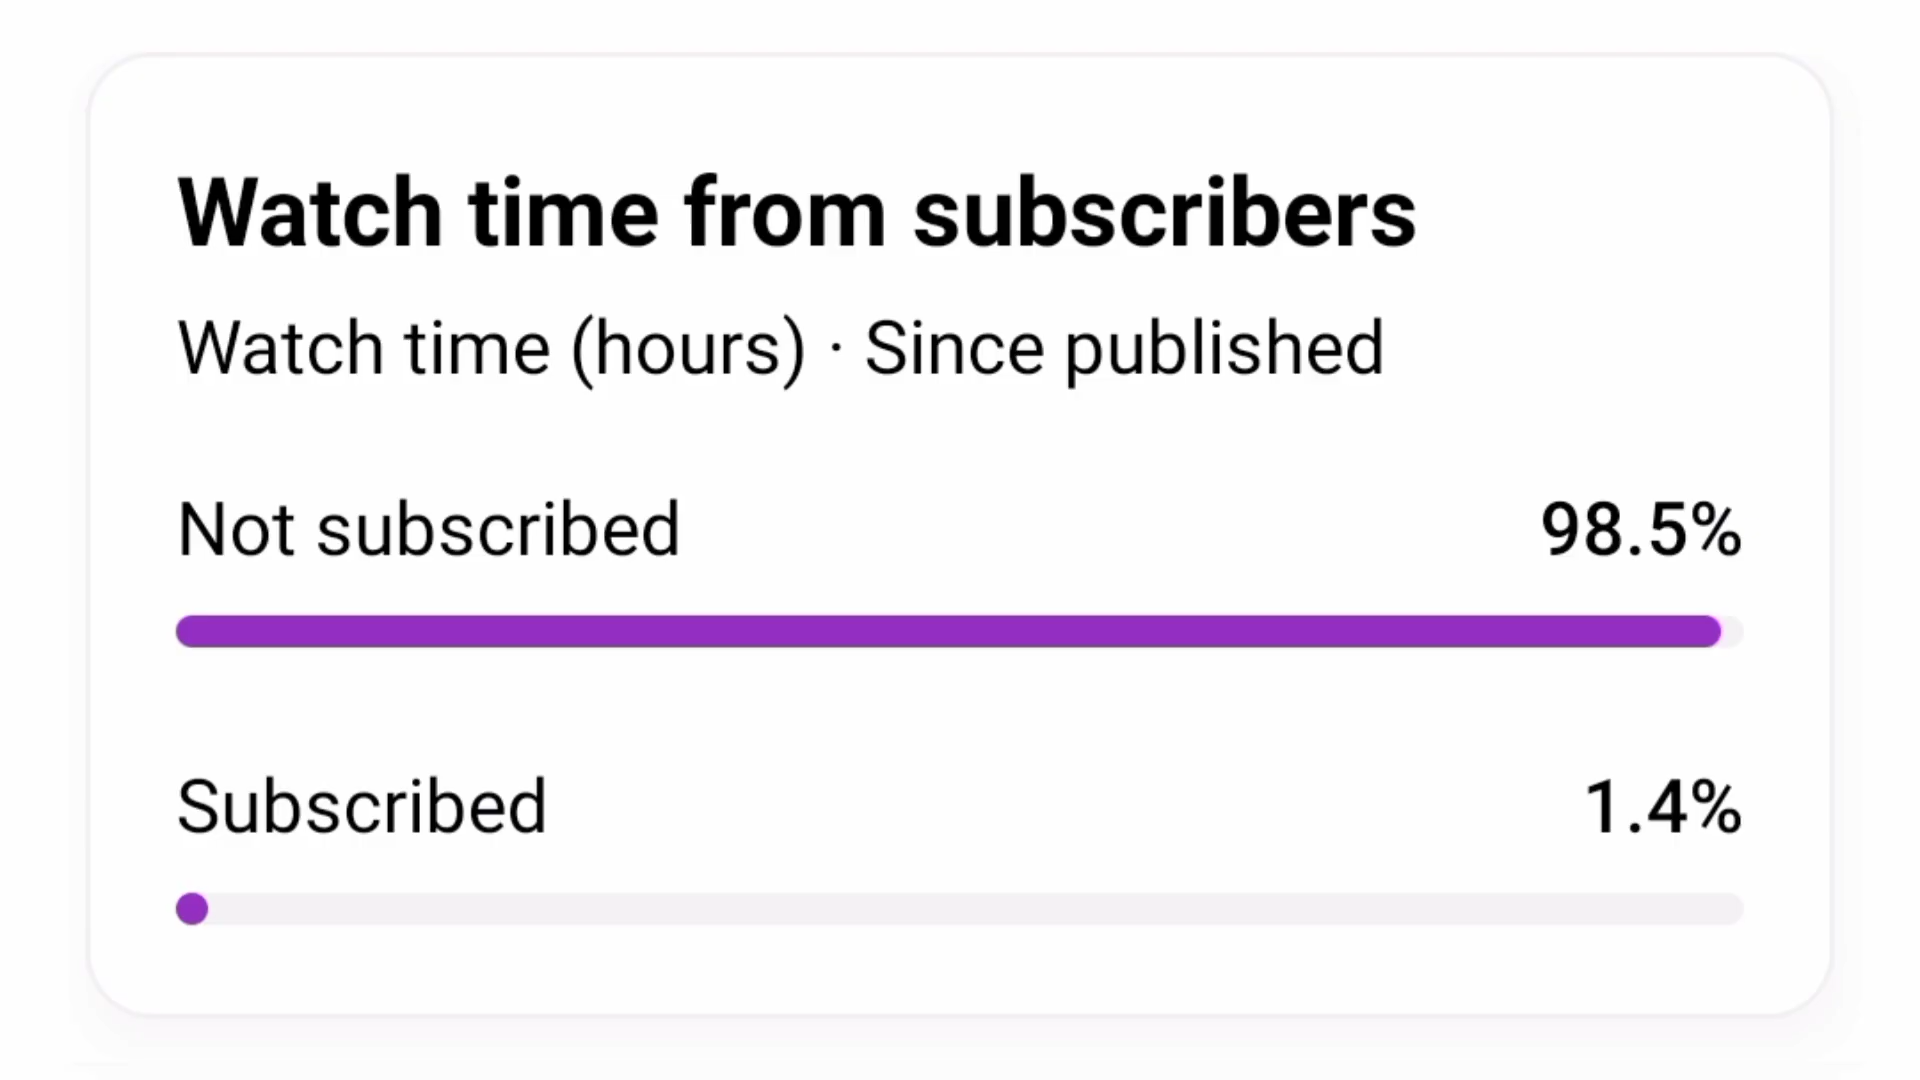 Watch time from subscribers
Watch time (hours) · Since published
Not subscribed 98.5%
Subscribed 1.4%